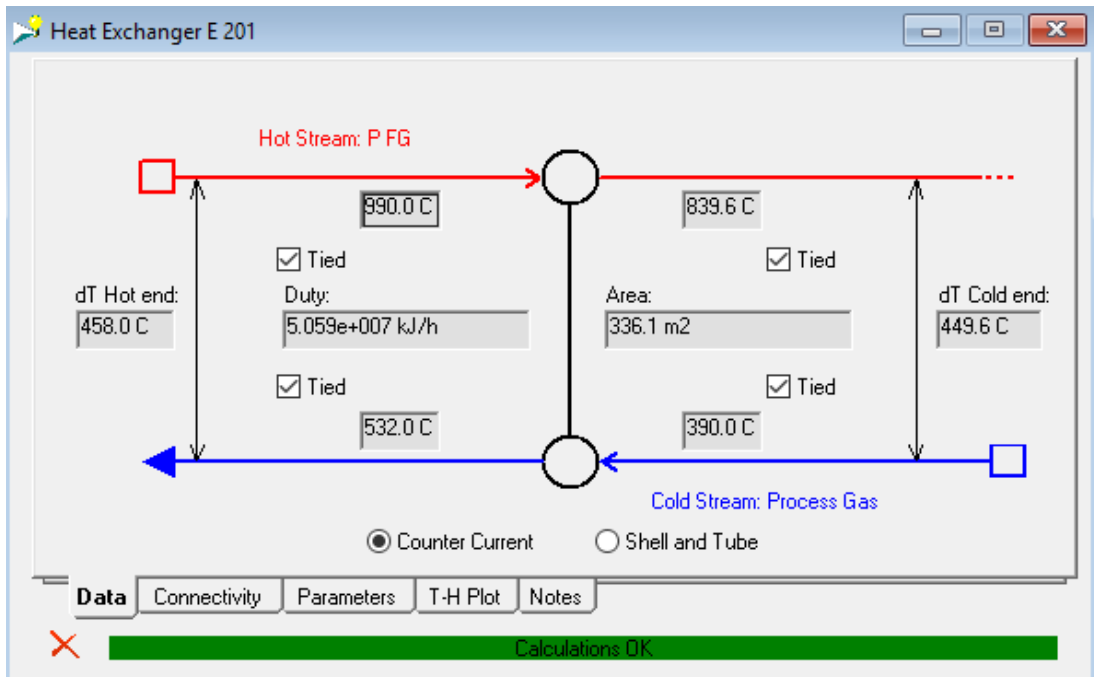 Heat Exchanger E 201
Hot Stream: P FG
990.0 C
839.6 C
Tied
Tied
dT Hot end:
Duty:
Area:
dT Cold end:
458.0 C
5.059e+007 kJ/h
336.1 m2
449.6 C
Tied
Tied
532.0 C
390.0 C
Cold Stream: Process Gas
Counter Current
Shell and Tube
Data
Connectivity
Parameters
T-H Plot
Notes
Calculations OK